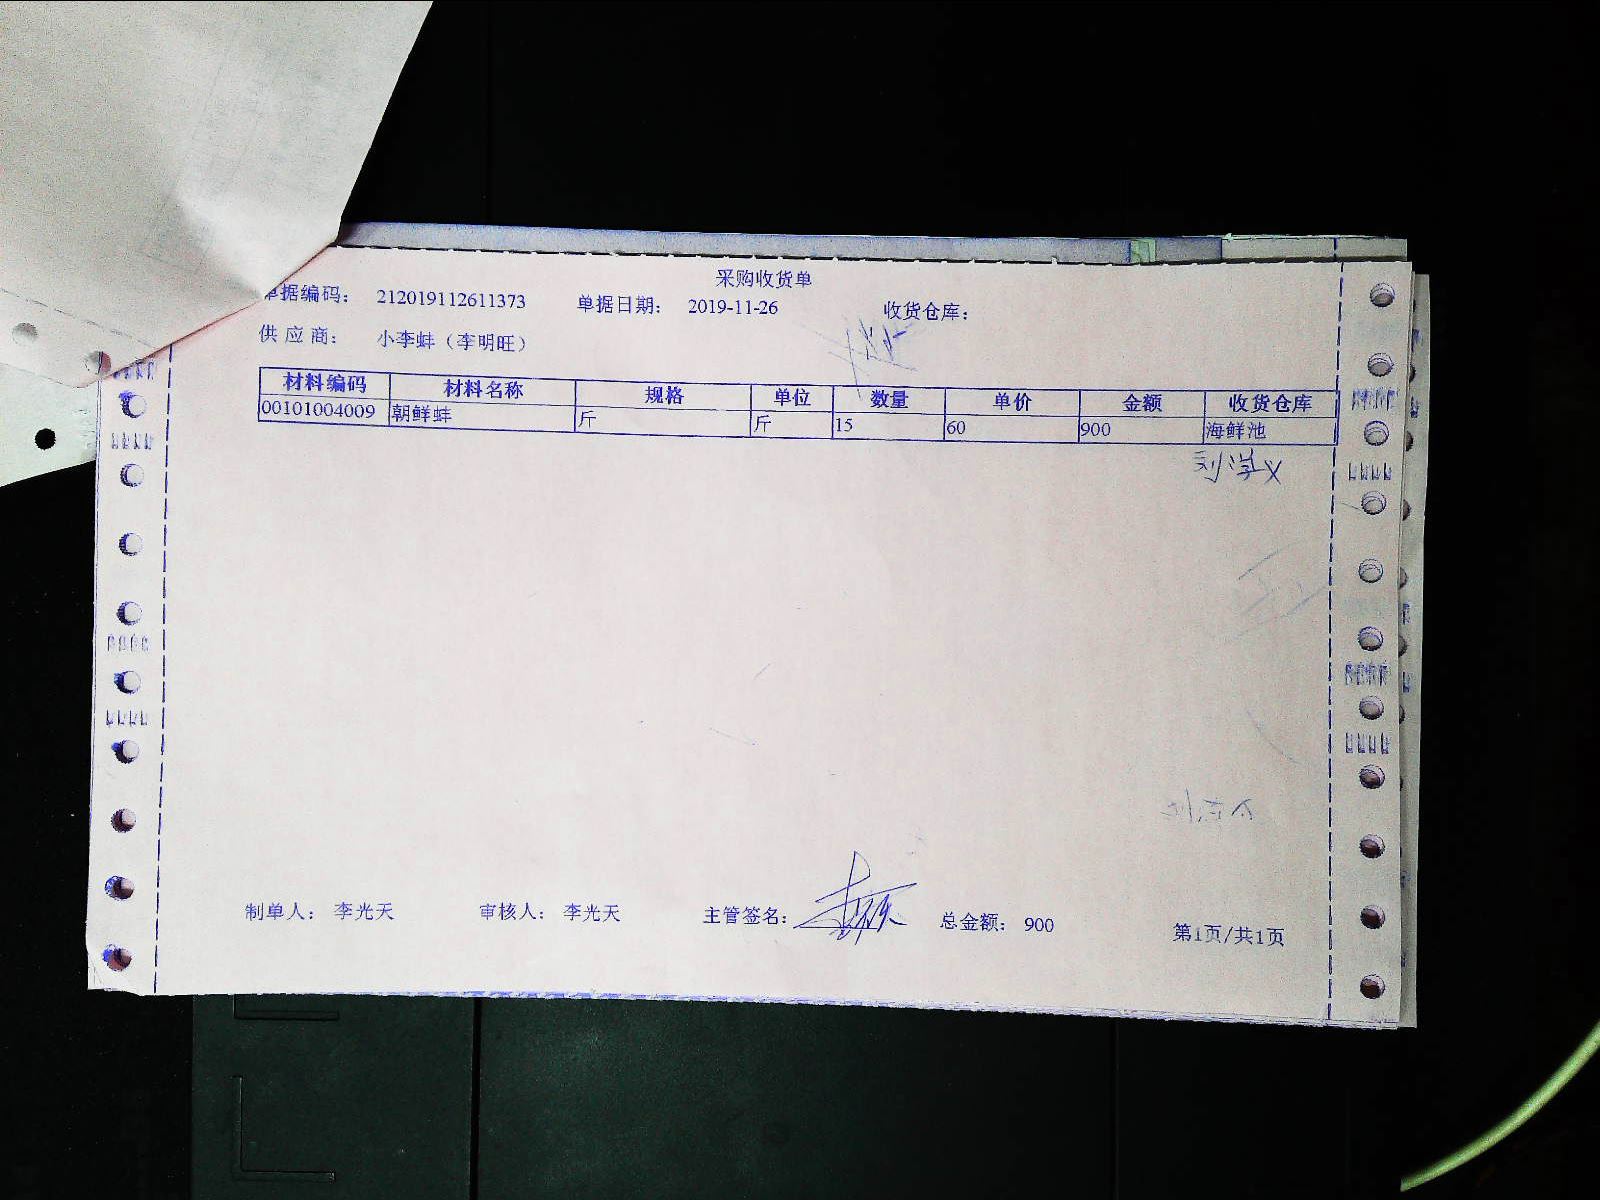 采购收货单
单据编码： 212019112611373 单据日期： 2019-11-26 收货仓库：
供 应 商： 小李蚌（李明旺）
材料编码 材料名称 规格 单位 数量 单价 金额 收货仓库
00101004009 朝鲜蚌 斤 斤 15 60 900 海鲜池
制单人： 李光天 审核人： 李光天 主管签名： 总金额： 900
第1页/共1页